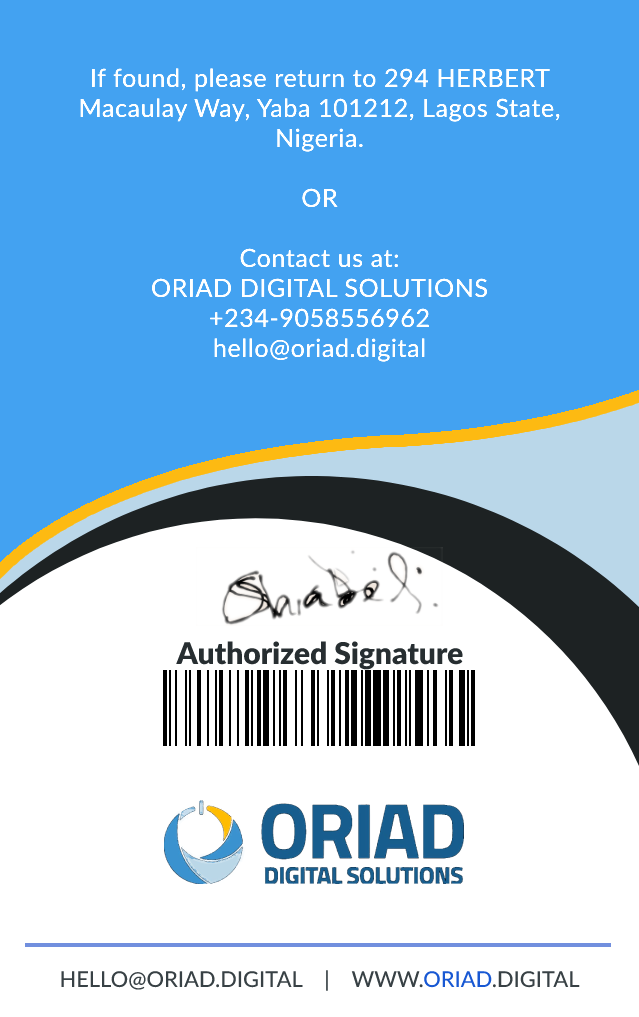 If found, please return to 294 HERBERT
Macaulay Way, Yaba 101212, Lagos State,
Nigeria.
OR
Contact us at:
ORIAD DIGITAL SOLUTIONS
+234-9058556962
hello@oriad.digital
Authorized Signature
ORIAD
DIGITAL SOLUTIONS
HELLO@ORIAD.DIGITAL | WWW.ORIAD.DIGITAL